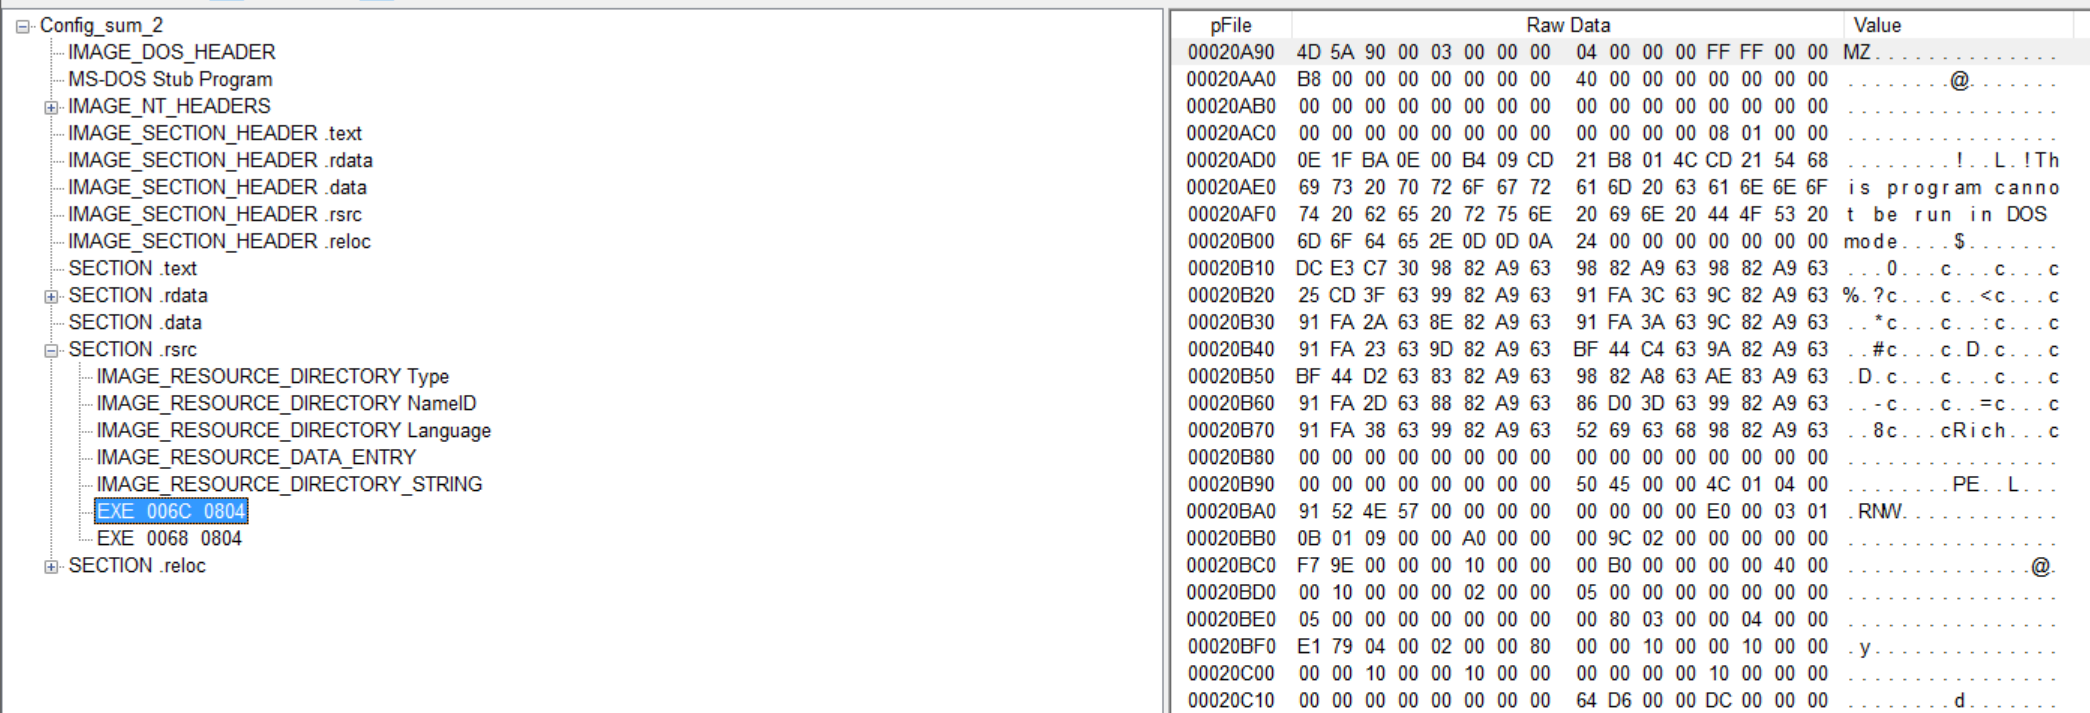 Config_sum_2
IMAGE_DOS_HEADER
MS-DOS Stub Program
IMAGE_NT_HEADERS
IMAGE_SECTION_HEADER .text
IMAGE_SECTION_HEADER .rdata
IMAGE_SECTION_HEADER .data
IMAGE_SECTION_HEADER .rsrc
IMAGE_SECTION_HEADER .reloc
SECTION .text
SECTION .rdata
SECTION .data
SECTION .rsrc
IMAGE_RESOURCE_DIRECTORY Type
IMAGE_RESOURCE_DIRECTORY NameID
IMAGE_RESOURCE_DIRECTORY Language
IMAGE_RESOURCE_DATA_ENTRY
IMAGE_RESOURCE_DIRECTORY_STRING
EXE 006C 0804
EXE 0068 0804
SECTION .reloc
pFile Raw Data Value
00020A90 4D 5A 90 00 03 00 00 00 04 00 00 00 FF FF 00 00 MZ..............
00020AA0 B8 00 00 00 00 00 00 00 40 00 00 00 00 00 00 00 ........@.......
00020AB0 00 00 00 00 00 00 00 00 00 00 00 00 00 00 00 00 ................
00020AC0 00 00 00 00 00 00 00 00 00 00 00 00 08 01 00 00 ................
00020AD0 0E 1F BA 0E 00 B4 09 CD 21 B8 01 4C CD 21 54 68 ........!..L.!Th
00020AE0 69 73 20 70 72 6F 67 72 61 6D 20 63 61 6E 6E 6F is program canno
00020AF0 74 20 62 65 20 72 75 6E 20 69 6E 20 44 4F 53 20 t be run in DOS
00020B00 6D 6F 64 65 2E 0D 0D 0A 24 00 00 00 00 00 00 00 mode....$.......
00020B10 DC E3 C7 30 98 82 A9 63 98 82 A9 63 98 82 A9 63 ...0...c...c...c
00020B20 25 CD 3F 63 99 82 A9 63 91 FA 3C 63 9C 82 A9 63 %.?c...c..<c...c
00020B30 91 FA 2A 63 8E 82 A9 63 91 FA 3A 63 9C 82 A9 63 ..*c...c..:c...c
00020B40 91 FA 23 63 9D 82 A9 63 BF 44 C4 63 9A 82 A9 63 ..#c...c.D.c...c
00020B50 BF 44 D2 63 83 82 A9 63 98 82 A8 63 AE 83 A9 63 .D.c...c...c...c
00020B60 91 FA 2D 63 88 82 A9 63 86 D0 3D 63 99 82 A9 63 ..-c...c..=c...c
00020B70 91 FA 38 63 99 82 A9 63 52 69 63 68 98 82 A9 63 ..8c...cRich...c
00020B80 00 00 00 00 00 00 00 00 00 00 00 00 00 00 00 00 ................
00020B90 00 00 00 00 00 00 00 00 50 45 00 00 4C 01 04 00 ........PE..L...
00020BA0 91 52 4E 57 00 00 00 00 00 00 00 00 E0 00 03 01 .RNW............
00020BB0 0B 01 09 00 00 A0 00 00 00 9C 02 00 00 00 00 00 ................
00020BC0 F7 9E 00 00 00 10 00 00 00 B0 00 00 00 00 40 00 ..............@.
00020BD0 00 10 00 00 00 02 00 00 05 00 00 00 00 00 00 00 ................
00020BE0 05 00 00 00 00 00 00 00 00 80 03 00 00 04 00 00 ................
00020BF0 E1 79 04 00 02 00 00 80 00 00 10 00 00 10 00 00 .y..............
00020C00 00 00 10 00 00 10 00 00 00 00 00 00 10 00 00 00 ................
00020C10 00 00 00 00 00 00 00 00 64 D6 00 00 DC 00 00 00 ........d.......